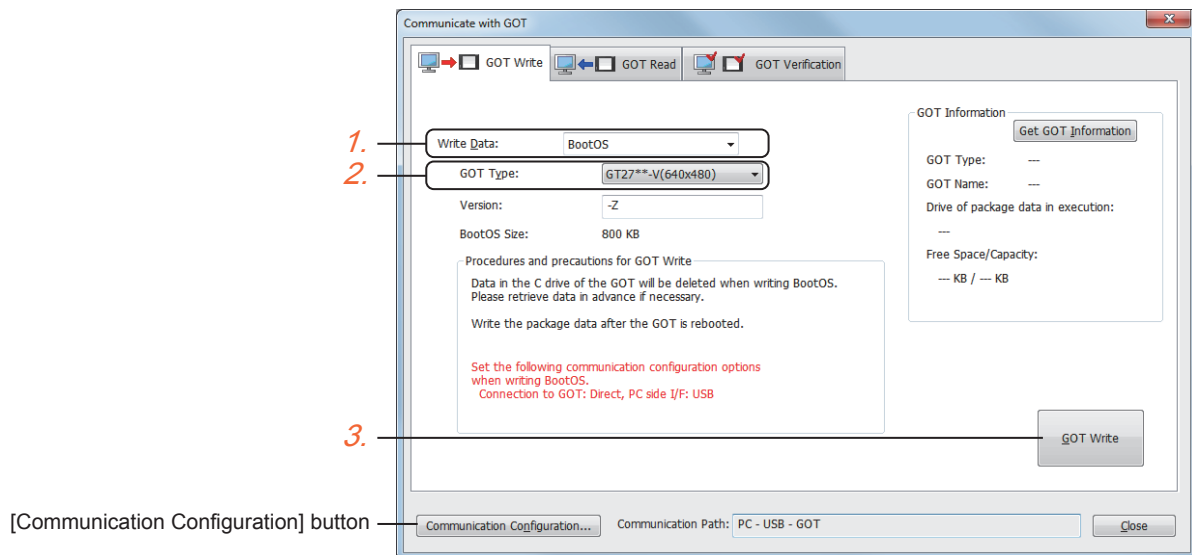 Communicate with GOT
GOT Write
GOT Read
GOT Verification
1.
Write Data:
BootOS
2.
GOT Type:
GT27**-V(640x480)
Version:
-Z
BootOS Size:
800 KB
Procedures and precautions for GOT Write
Data in the C drive of the GOT will be deleted when writing BootOS.
Please retrieve data in advance if necessary.
Write the package data after the GOT is rebooted.
Set the following communication configuration options
when writing BootOS.
Connection to GOT: Direct, PC side I/F: USB
GOT Information
Get GOT Information
GOT Type: ---
GOT Name: ---
Drive of package data in execution:
---
Free Space/Capacity:
--- KB / --- KB
3.
GOT Write
[Communication Configuration] button
Communication Configuration...
Communication Path:
PC - USB - GOT
Close